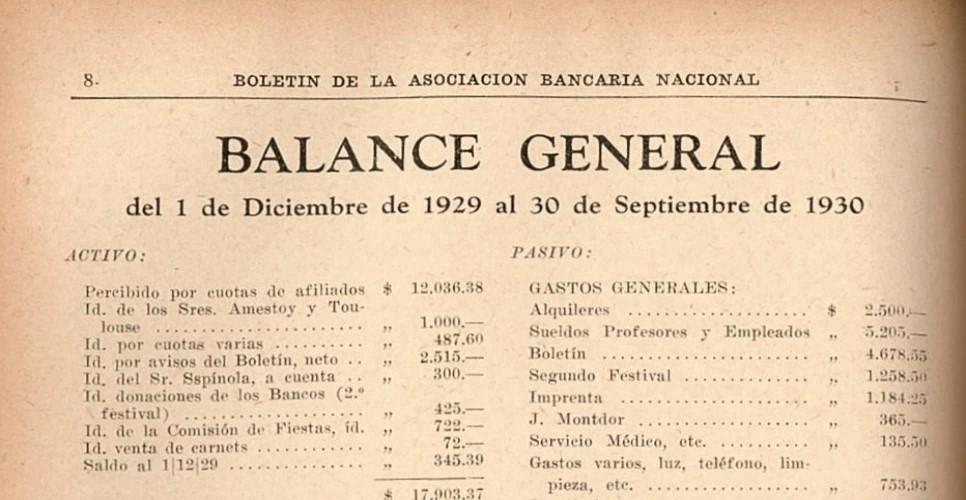 8.
BOLETIN DE LA ASOCIACION BANCARIA NACIONAL
BALANCE GENERAL
del 1 de Diciembre de 1929 al 30 de Septiembre de 1930
ACTIVO:
Percibido por cuotas de afiliados $ 12.036.38
Id. de los Sres. Amestoy y Tou-
louse ........................ „ 1.000.—
Id. por cuotas varias .......... „ 487.60
Id. por avisos del Boletín, neto .. „ 2.515.—
Id. del Sr. Sspínola, a cuenta .. „ 300.—
Id. donaciones de los Bancos (2.º
festival) ..................... „ 425.—
Id. de la Comisión de Fiestas, íd. „ 722.—
Id. venta de carnets ............ „ 72.—
Saldo al 1|12|29 ............... „ 345.39
$ 17.903.37
PASIVO:
GASTOS GENERALES:
Alquileres ..................... $ 2.500.—
Sueldos Profesores y Empleados „ 5.205.—
Boletín ........................ „ 4.678.55
Segundo Festival ............... „ 1.258.50
Imprenta ...................... „ 1.184.25
J. Montdor .................... „ 365.—
Servicio Médico, etc. .......... „ 135.50
Gastos varios, luz, teléfono, lim-
pieza, etc. .................. „ 753.93